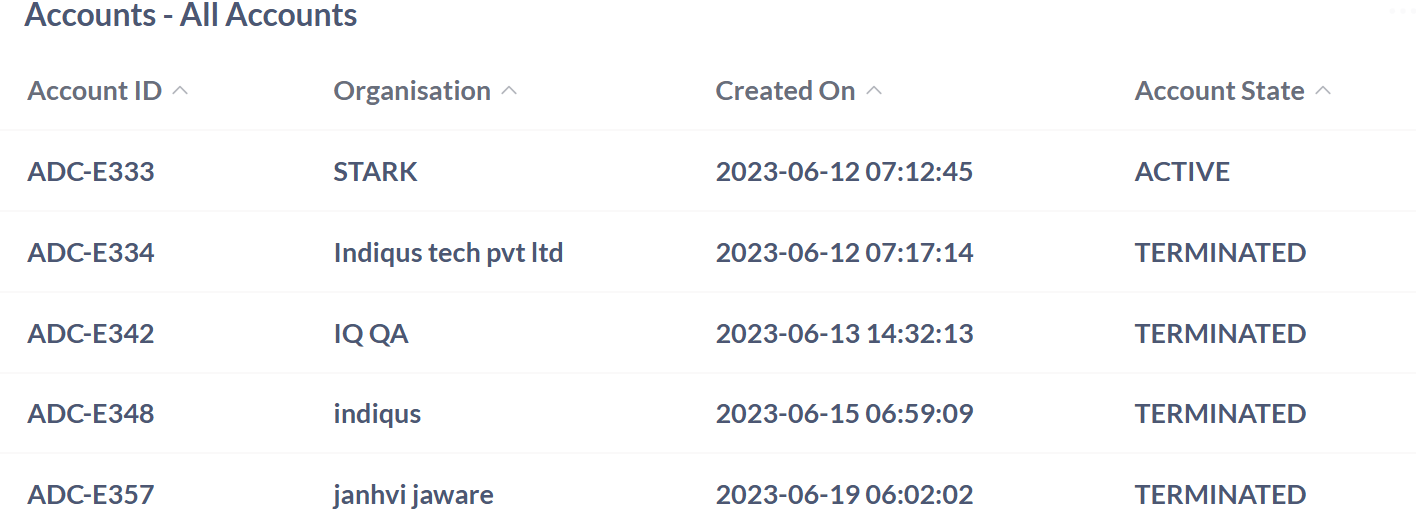 Accounts - All Accounts
Account ID Organisation Created On Account State
ADC-E333 STARK 2023-06-12 07:12:45 ACTIVE
ADC-E334 Indiqus tech pvt ltd 2023-06-12 07:17:14 TERMINATED
ADC-E342 IQ QA 2023-06-13 14:32:13 TERMINATED
ADC-E348 indiqus 2023-06-15 06:59:09 TERMINATED
ADC-E357 janhvi jaware 2023-06-19 06:02:02 TERMINATED